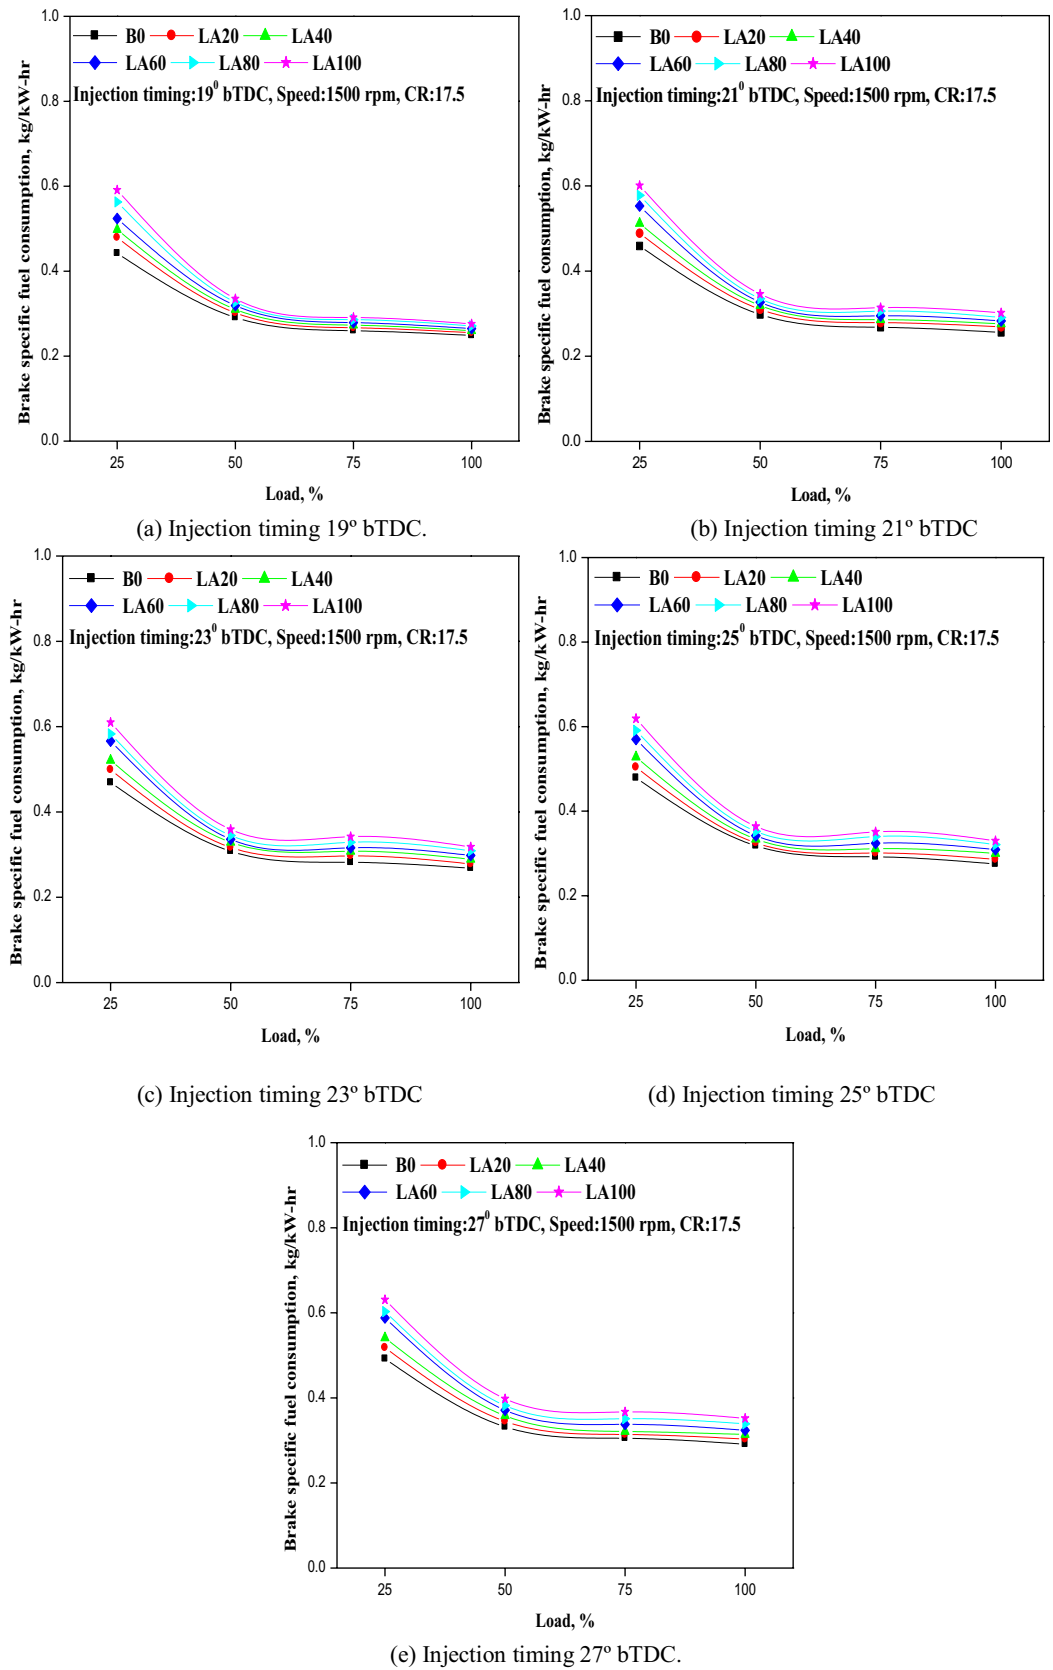 1.0
B0 LA20 LA40
LA60 LA80 LA100
Injection timing:19⁰ bTDC, Speed:1500 rpm, CR:17.5
0.8
0.6
0.4
0.2
0.0
25 50 75 100
Load, %
Brake specific fuel consumption, kg/kW-hr
(a) Injection timing 19º bTDC.
1.0
B0 LA20 LA40
LA60 LA80 LA100
Injection timing:21⁰ bTDC, Speed:1500 rpm, CR:17.5
0.8
0.6
0.4
0.2
0.0
25 50 75 100
Load, %
Brake specific fuel consumption, kg/kW-hr
(b) Injection timing 21º bTDC
1.0
B0 LA20 LA40
LA60 LA80 LA100
Injection timing:23⁰ bTDC, Speed:1500 rpm, CR:17.5
0.8
0.6
0.4
0.2
0.0
25 50 75 100
Load, %
Brake specific fuel consumption, kg/kW-hr
(c) Injection timing 23º bTDC
1.0
B0 LA20 LA40
LA60 LA80 LA100
Injection timing:25⁰ bTDC, Speed:1500 rpm, CR:17.5
0.8
0.6
0.4
0.2
0.0
25 50 75 100
Load, %
Brake specific fuel consumption, kg/kW-hr
(d) Injection timing 25º bTDC
1.0
B0 LA20 LA40
LA60 LA80 LA100
Injection timing:27⁰ bTDC, Speed:1500 rpm, CR:17.5
0.8
0.6
0.4
0.2
0.0
25 50 75 100
Load, %
Brake specific fuel consumption, kg/kW-hr
(e) Injection timing 27º bTDC.